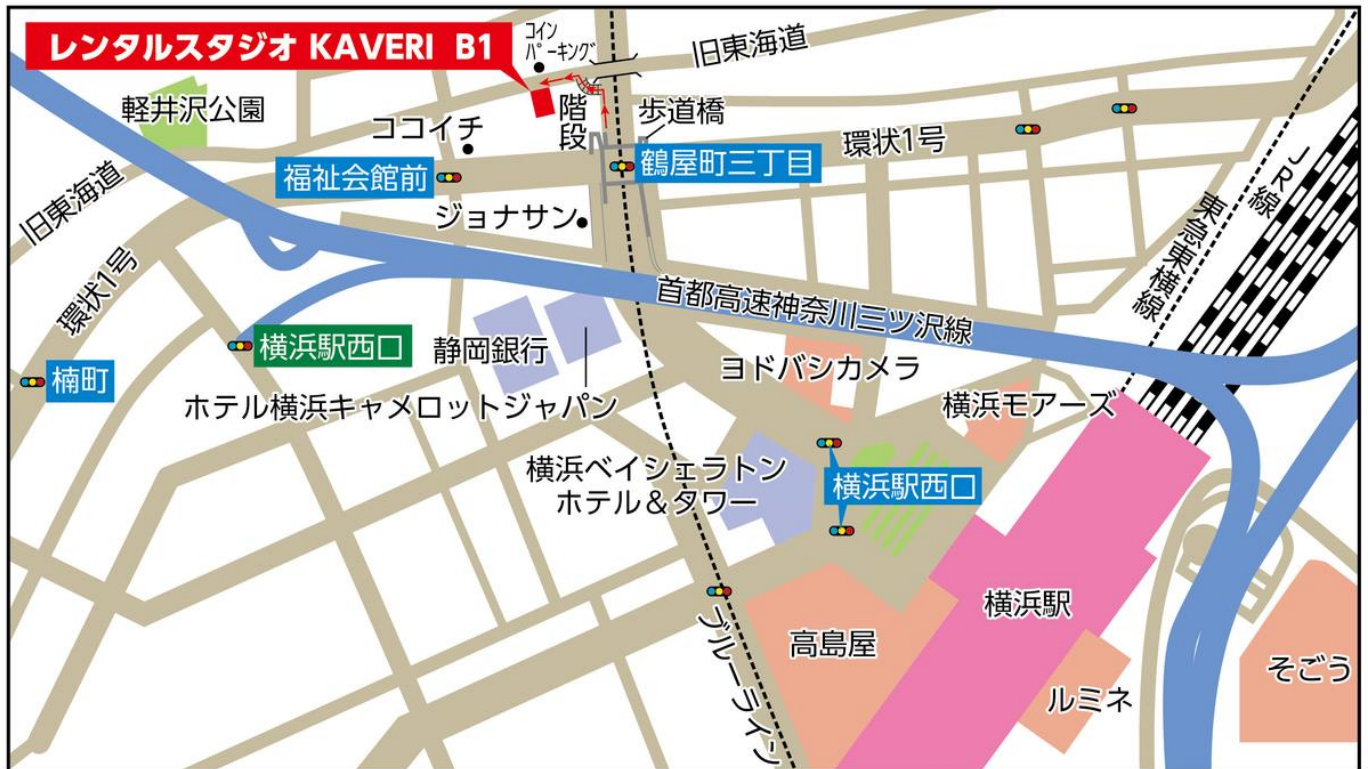 レンタルスタジオ KAVERI B1
コイン
パーキング
旧東海道
軽井沢公園
ココイチ
階段
歩道橋
環状1号
福祉会館前
鶴屋町三丁目
旧東海道
ジョナサン
JR線
東急東横線
環状1号
首都高速神奈川三ツ沢線
横浜駅西口
静岡銀行
ヨドバシカメラ
楠町
ホテル横浜キャメロットジャパン
横浜モアーズ
横浜ベイシェラトン
ホテル&タワー
横浜駅西口
横浜駅
ブルーライン
高島屋
ルミネ
そごう